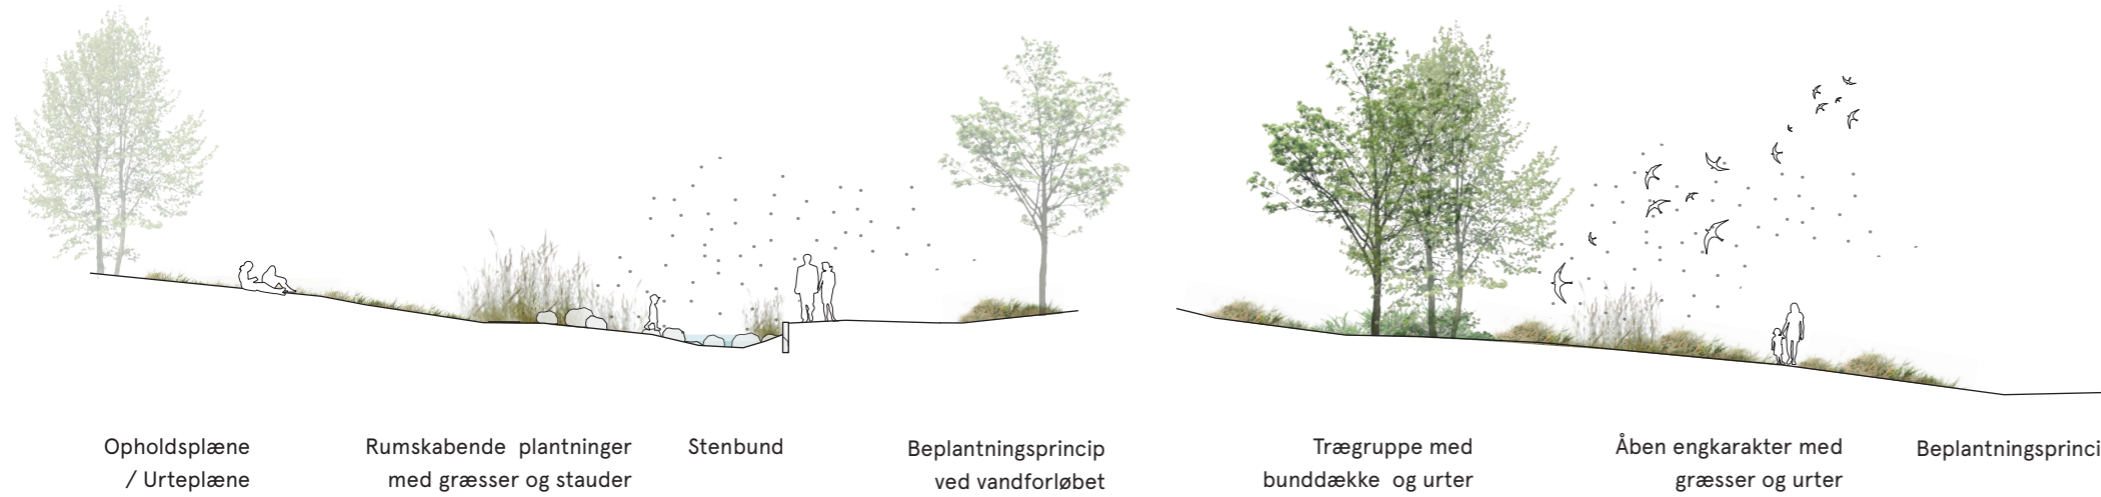 Opholdsplæne
/ Urteplæne
Rumskabende plantninger
med græsser og stauder
Stenbund
Beplantningsprincip
ved vandforløbet
Trægruppe med
bunddække og urter
Åben engkarakter med
græsser og urter
Beplantningsprinci